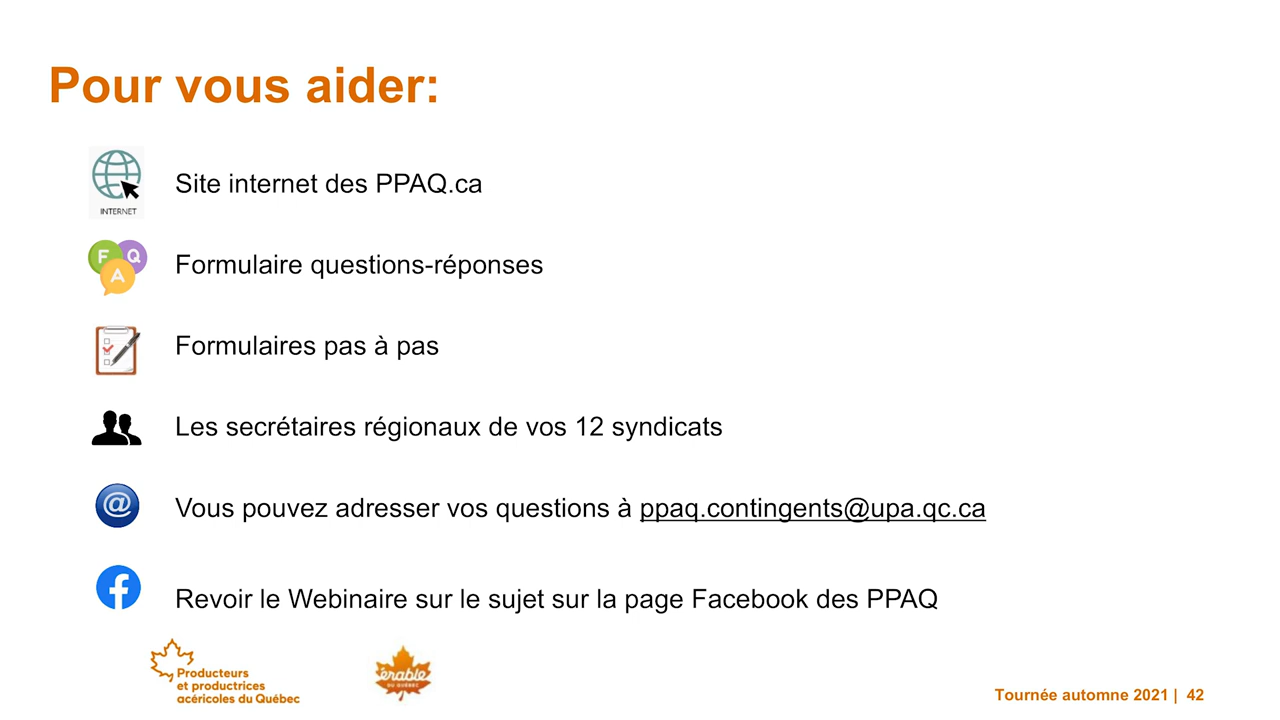 Pour vous aider:
INTERNET
Site internet des PPAQ.ca
F Q
A
Formulaire questions-réponses
Formulaires pas à pas
Les secrétaires régionaux de vos 12 syndicats
@
Vous pouvez adresser vos questions à ppaq.contingents@upa.qc.ca
f
Revoir le Webinaire sur le sujet sur la page Facebook des PPAQ
Producteurs
et productrices
acéricoles du Québec
érable
DU QUÉBEC
Tournée automne 2021 | 42